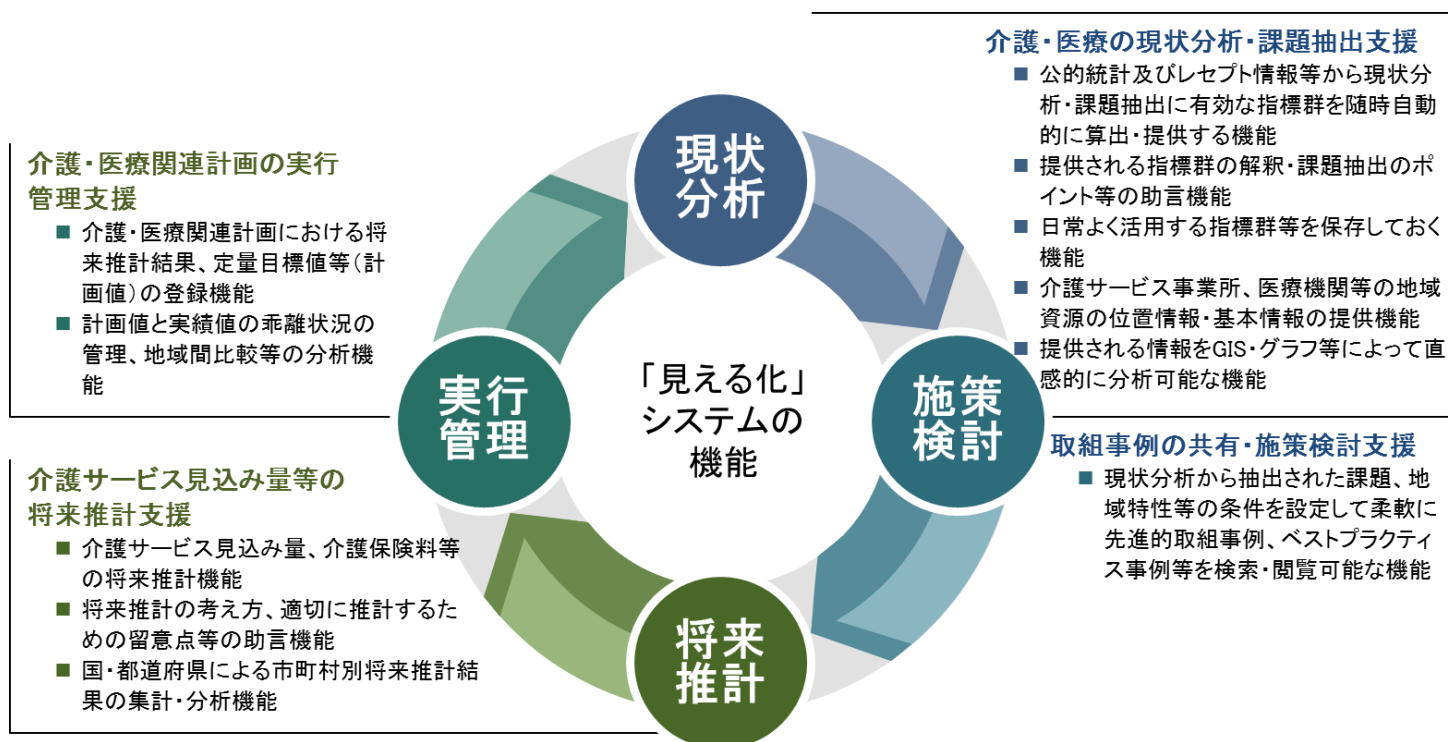 介護・医療の現状分析・課題抽出支援
■ 公的統計及びレセプト情報等から現状分
析・課題抽出に有効な指標群を随時自動
的に算出・提供する機能
■ 提供される指標群の解釈・課題抽出のポ
イント等の助言機能
■ 日常よく活用する指標群等を保存しておく
機能
■ 介護サービス事業所、医療機関等の地域
資源の位置情報・基本情報の提供機能
■ 提供される情報をGIS・グラフ等によって直
感的に分析可能な機能
取組事例の共有・施策検討支援
■ 現状分析から抽出された課題、地
域特性等の条件を設定して柔軟に
先進的取組事例、ベストプラクティ
ス事例等を検索・閲覧可能な機能
介護サービス見込み量等の
将来推計支援
■ 介護サービス見込み量、介護保険料等
の将来推計機能
■ 将来推計の考え方、適切に推計するた
めの留意点等の助言機能
■ 国・都道府県による市町村別将来推計結
果の集計・分析機能
介護・医療関連計画の実行
管理支援
■ 介護・医療関連計画における将
来推計結果、定量目標値等（計
画値）の登録機能
■ 計画値と実績値の乖離状況の
管理、地域間比較等の分析機
能
現状
分析
施策
検討
将来
推計
実行
管理
「見える化」
システムの
機能